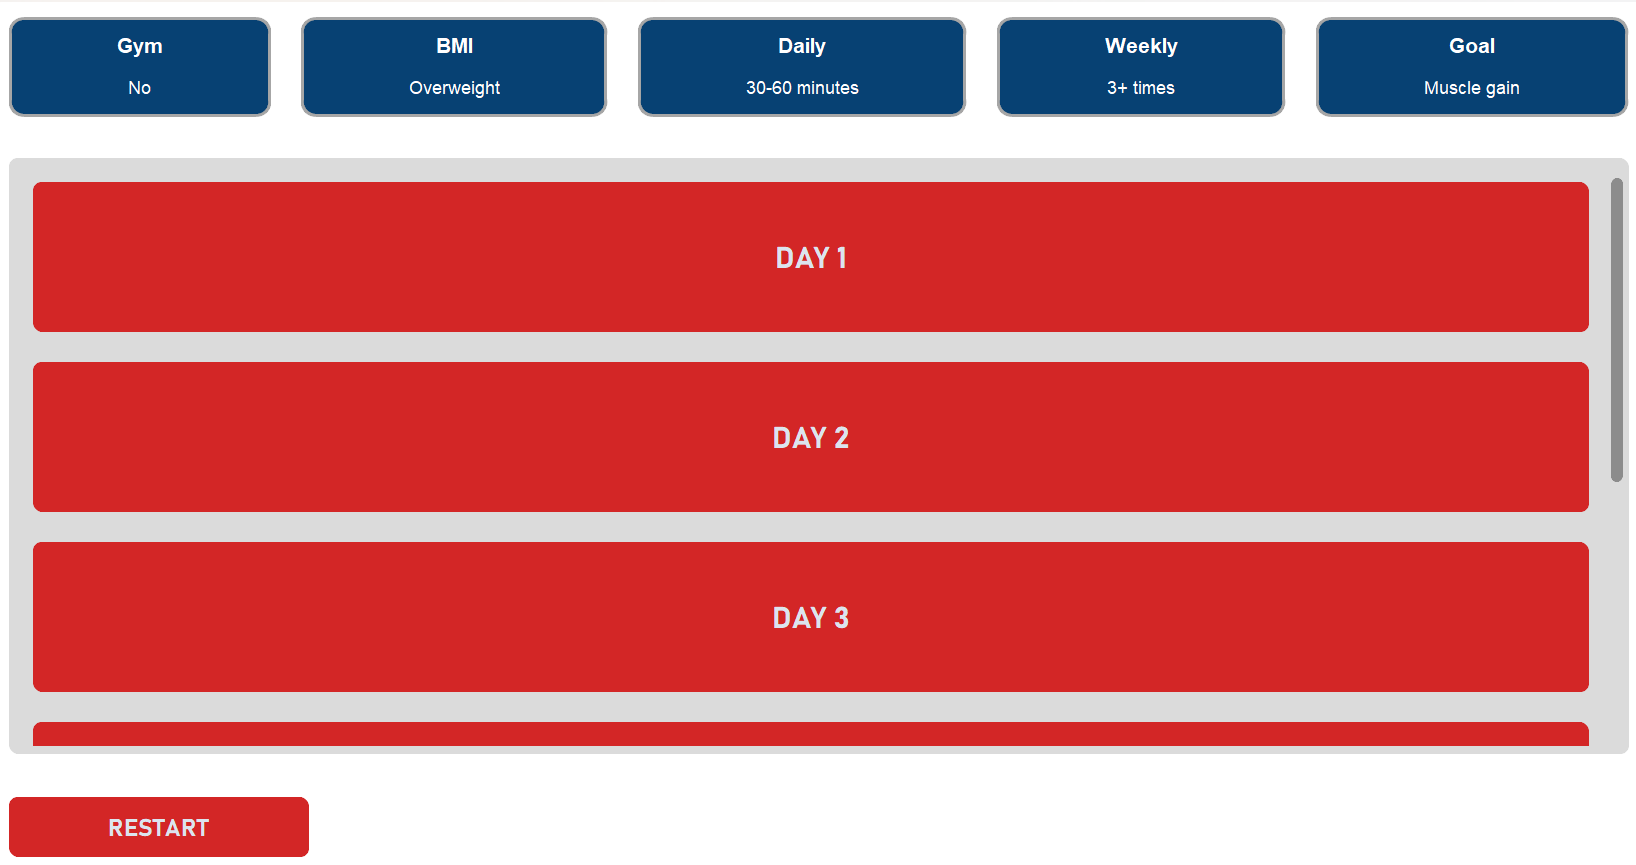 Gym
No
BMI
Overweight
Daily
30-60 minutes
Weekly
3+ times
Goal
Muscle gain
DAY 1
DAY 2
DAY 3
RESTART